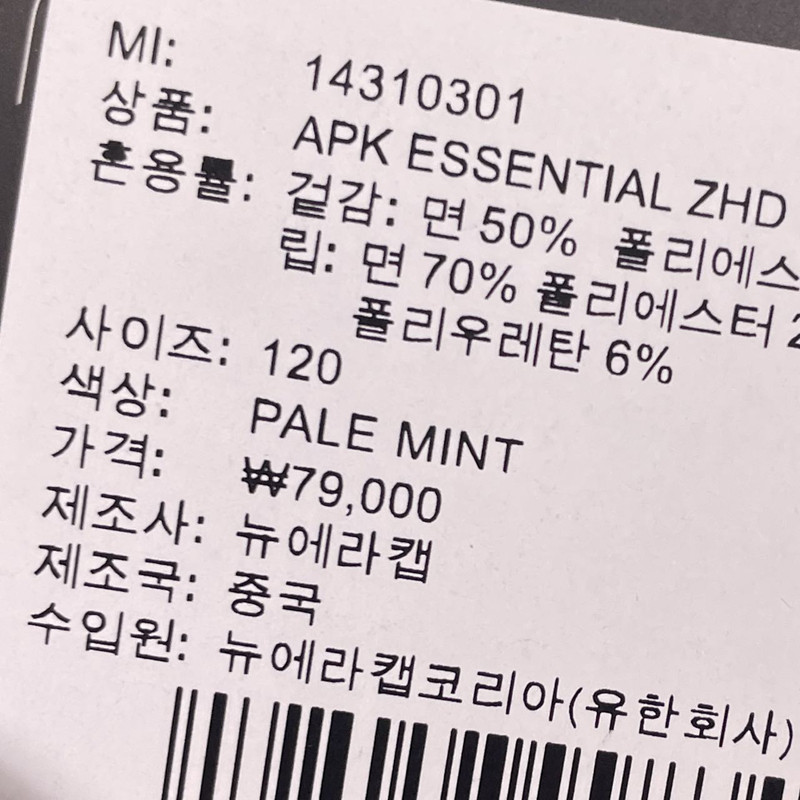 MI: 14310301
상품: APK ESSENTIAL ZHD
혼용률: 겉감: 면 50% 폴리에스
립: 면 70% 폴리에스터 2
폴리우레탄 6%
사이즈: 120
색상: PALE MINT
가격: ₩79,000
제조사: 뉴에라캡
제조국: 중국
수입원: 뉴에라캡코리아(유한회사)